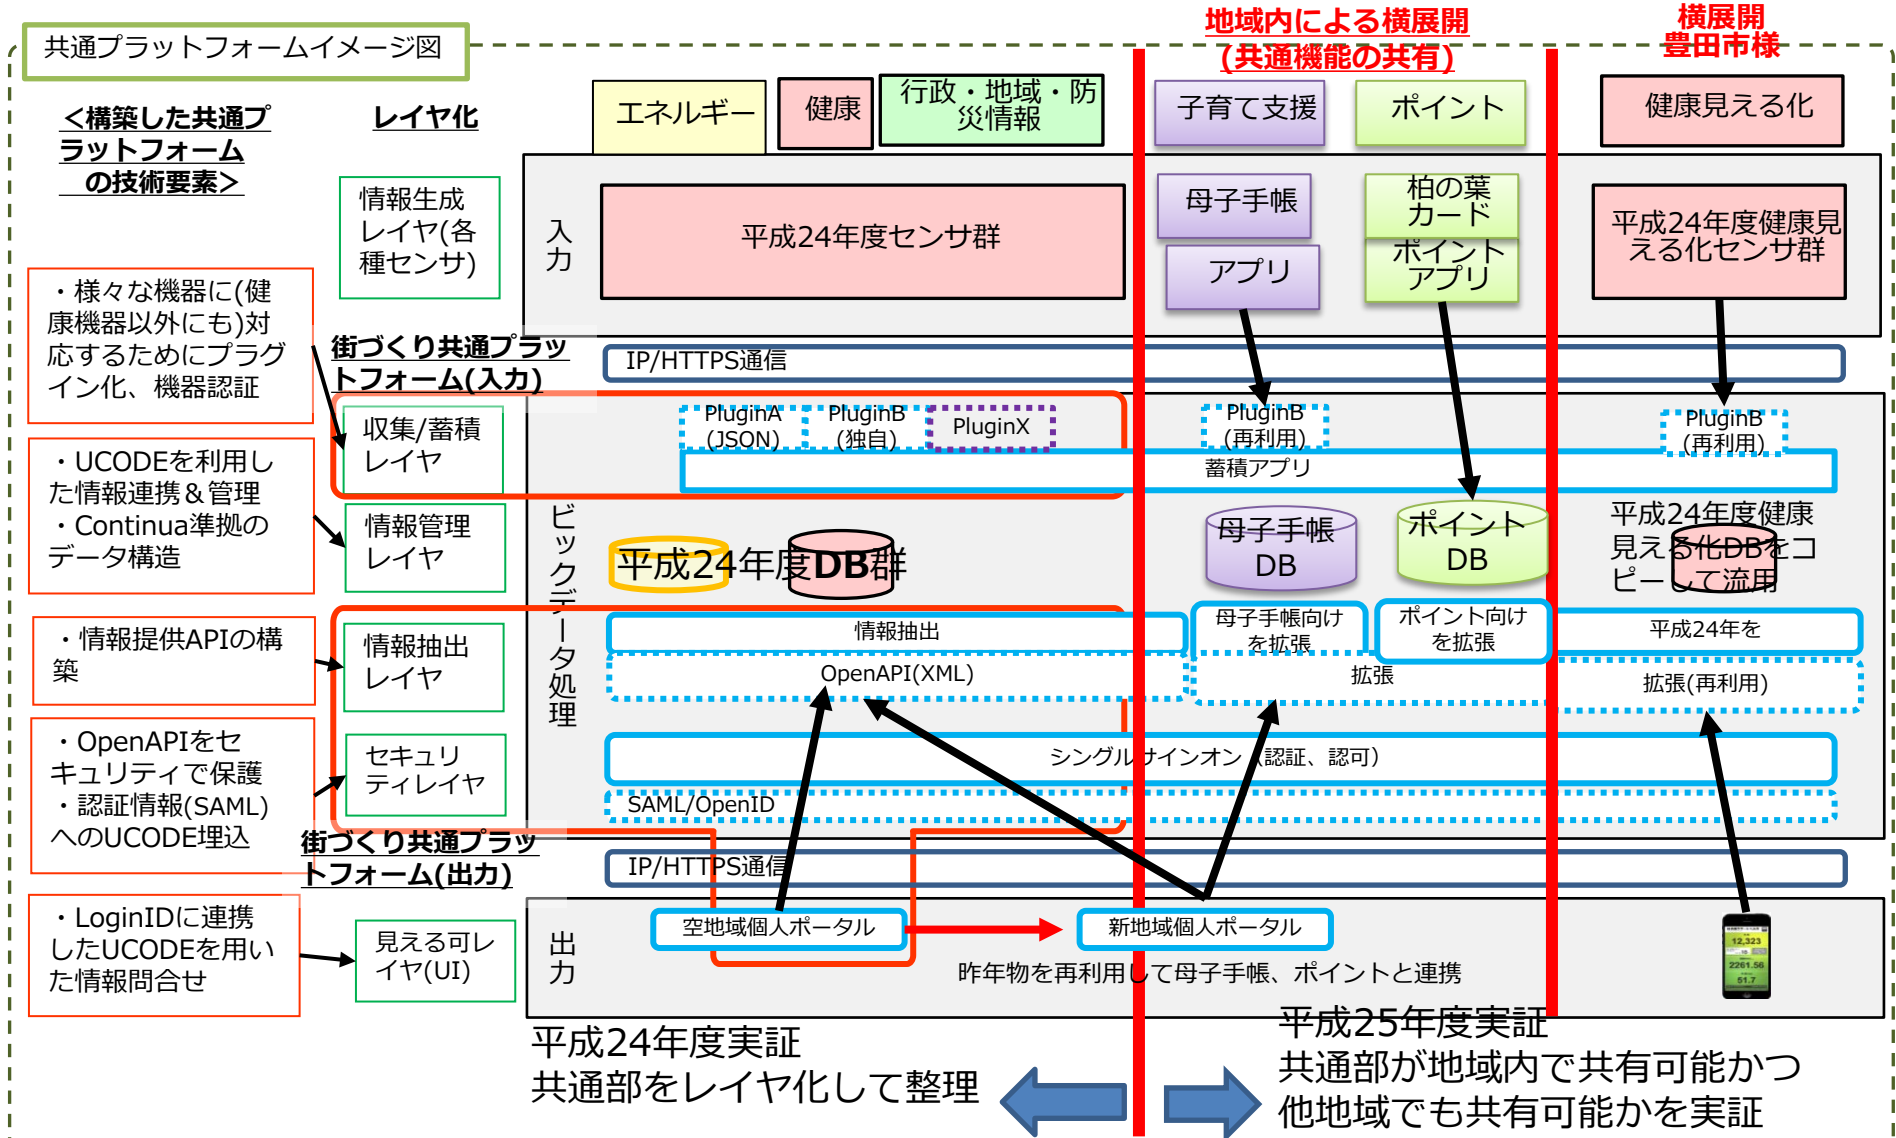 共通プラットフォームイメージ図
地域内による横展開
(共通機能の共有)
横展開
豊田市様
<構築した共通プ
ラットフォーム
の技術要素>
レイヤ化
エネルギー
健康
行政・地域・防
災情報
子育て支援
ポイント
健康見える化
情報生成
レイヤ(各
種センサ)
入力
平成24年度センサ群
母子手帳
アプリ
柏の葉
カード
ポイント
アプリ
平成24年度健康見
える化センサ群
・様々な機器に(健
康機器以外にも)対
応するためにプラグ
イン化、機器認証
街づくり共通プラッ
トフォーム(入力)
IP/HTTPS通信
収集/蓄積
レイヤ
PluginA
(JSON)
PluginB
(独自)
PluginX
PluginB
(再利用)
PluginB
(再利用)
蓄積アプリ
・UCODEを利用し
た情報連携&管理
・Continua準拠の
データ構造
情報管理
レイヤ
ビックデータ処理
平成24年度DB群
母子手帳
DB
ポイント
DB
平成24年度健康
見える化DBをコ
ピーして流用
・情報提供APIの構
築
情報抽出
レイヤ
情報抽出
OpenAPI(XML)
母子手帳向け
を拡張
ポイント向け
を拡張
拡張
平成24年を
拡張(再利用)
・OpenAPIをセ
キュリティで保護
・認証情報(SAML)
へのUCODE埋込
セキュリ
ティレイヤ
シングルサインオン（認証、認可）
SAML/OpenID
街づくり共通プラッ
トフォーム(出力)
IP/HTTPS通信
・LoginIDに連携
したUCODEを用い
た情報問合せ
見える可レ
イヤ(UI)
出力
空地域個人ポータル
新地域個人ポータル
昨年物を再利用して母子手帳、ポイントと連携
12,323
2261.56
51.7
平成24年度実証
共通部をレイヤ化して整理
平成25年度実証
共通部が地域内で共有可能かつ
他地域でも共有可能かを実証